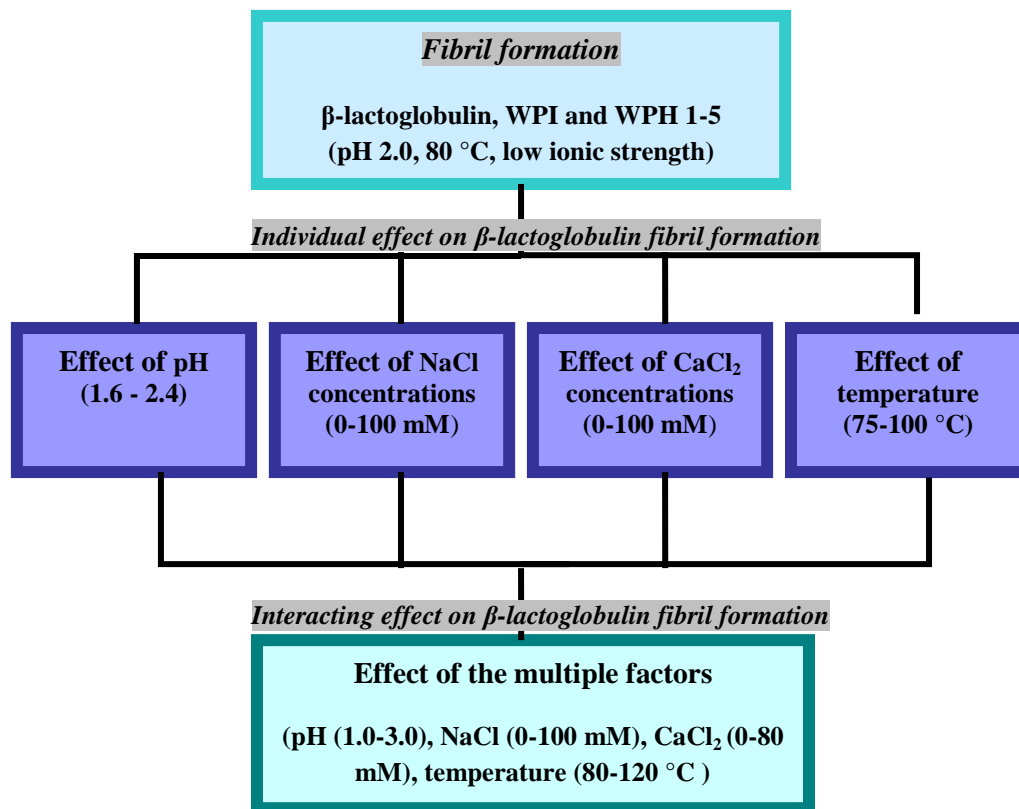 Fibril formation
β-lactoglobulin, WPI and WPH 1-5
(pH 2.0, 80 °C, low ionic strength)
Individual effect on β-lactoglobulin fibril formation
Effect of pH
(1.6 - 2.4)
Effect of NaCl
concentrations
(0-100 mM)
Effect of CaCl₂
concentrations
(0-100 mM)
Effect of
temperature
(75-100 °C)
Interacting effect on β-lactoglobulin fibril formation
Effect of the multiple factors
(pH (1.0-3.0), NaCl (0-100 mM), CaCl₂ (0-80
mM), temperature (80-120 °C )